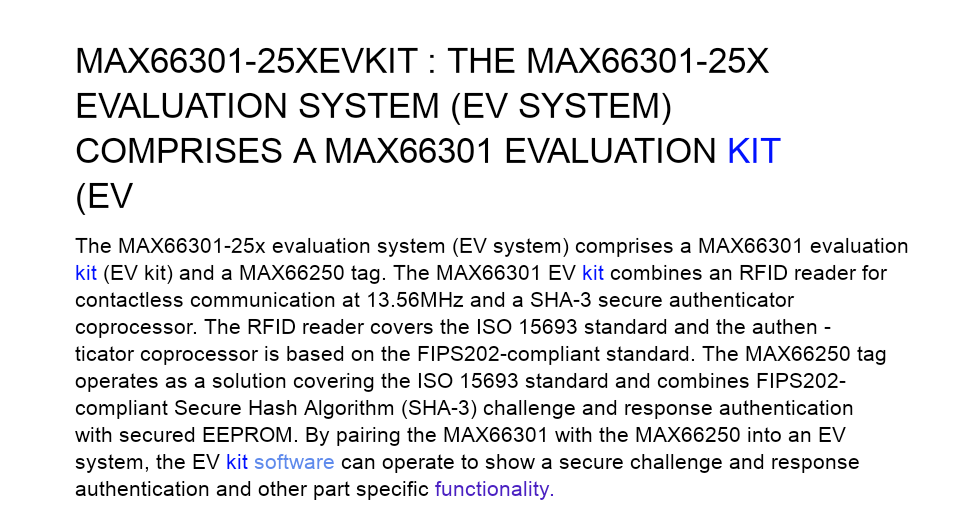 MAX66301-25XEVKIT : THE MAX66301-25X
EVALUATION SYSTEM (EV SYSTEM)
COMPRISES A MAX66301 EVALUATION KIT
(EV
The MAX66301-25x evaluation system (EV system) comprises a MAX66301 evaluation
kit (EV kit) and a MAX66250 tag. The MAX66301 EV kit combines an RFID reader for
contactless communication at 13.56MHz and a SHA-3 secure authenticator
coprocessor. The RFID reader covers the ISO 15693 standard and the authen -
ticator coprocessor is based on the FIPS202-compliant standard. The MAX66250 tag
operates as a solution covering the ISO 15693 standard and combines FIPS202-
compliant Secure Hash Algorithm (SHA-3) challenge and response authentication
with secured EEPROM. By pairing the MAX66301 with the MAX66250 into an EV
system, the EV kit software can operate to show a secure challenge and response
authentication and other part specific functionality.